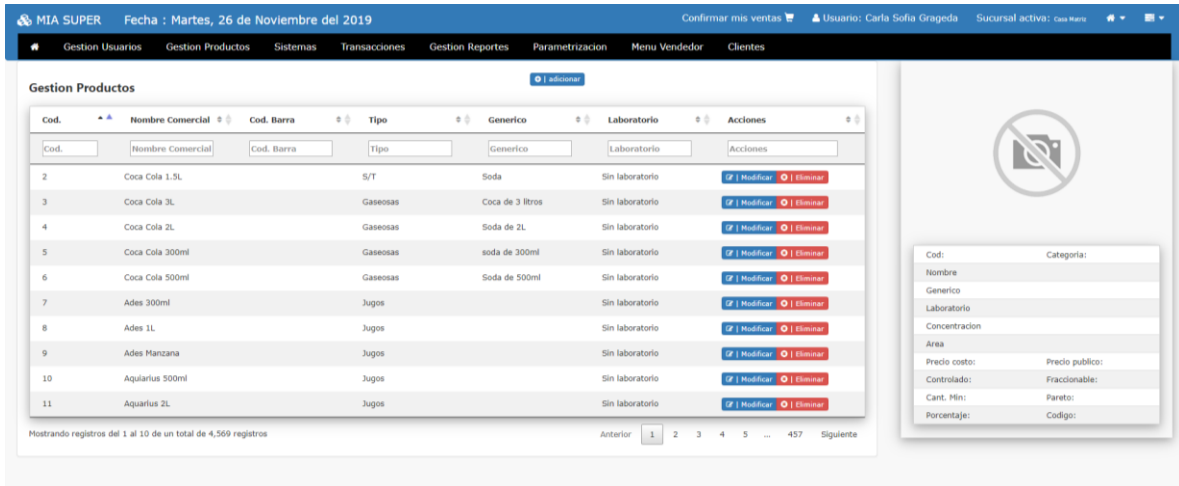 MIA SUPER Fecha : Martes, 26 de Noviembre del 2019 Confirmar mis ventas Usuario: Carla Sofia Grageda Sucursal activa: Casa Matriz
Gestion Usuarios Gestion Productos Sistemas Transacciones Gestion Reportes Parametrizacion Menu Vendedor Clientes
Gestion Productos | adicionar
Cod. Nombre Comercial Cod. Barra Tipo Generico Laboratorio Acciones
Cod. Nombre Comercial Cod. Barra Tipo Generico Laboratorio Acciones
2 Coca Cola 1.5L S/T Soda Sin laboratorio | Modificar | Eliminar
3 Coca Cola 3L Gaseosas Coca de 3 litros Sin laboratorio | Modificar | Eliminar
4 Coca Cola 2L Gaseosas Soda de 2L Sin laboratorio | Modificar | Eliminar
5 Coca Cola 300ml Gaseosas soda de 300ml Sin laboratorio | Modificar | Eliminar
6 Coca Cola 500ml Gaseosas Soda de 500ml Sin laboratorio | Modificar | Eliminar
7 Ades 300ml Jugos Sin laboratorio | Modificar | Eliminar
8 Ades 1L Jugos Sin laboratorio | Modificar | Eliminar
9 Ades Manzana Jugos Sin laboratorio | Modificar | Eliminar
10 Aquiarius 500ml Jugos Sin laboratorio | Modificar | Eliminar
11 Aquarius 2L Jugos Sin laboratorio | Modificar | Eliminar
Mostrando registros del 1 al 10 de un total de 4,569 registros Anterior 1 2 3 4 5 ... 457 Siguiente
Cod: Categoria:
Nombre
Generico
Laboratorio
Concentracion
Area
Precio costo: Precio publico:
Controlado: Fraccionable:
Cant. Min: Pareto:
Porcentaje: Codigo: